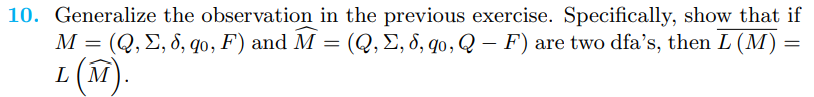 10. Generalize the observation in the previous exercise. Specifically, show that if
M = (Q, Σ, δ, q₀, F) and M̂ = (Q, Σ, δ, q₀, Q − F) are two dfa's, then \overline{L (M)} =
L (M̂).